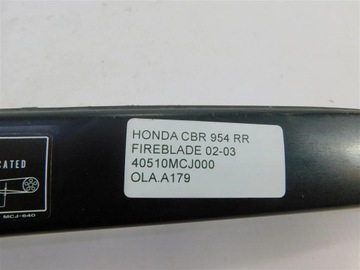 HONDA CBR 954 RR
FIREBLADE 02-03
40510MCJ000
OLA.A179
CATED
MCJ-640